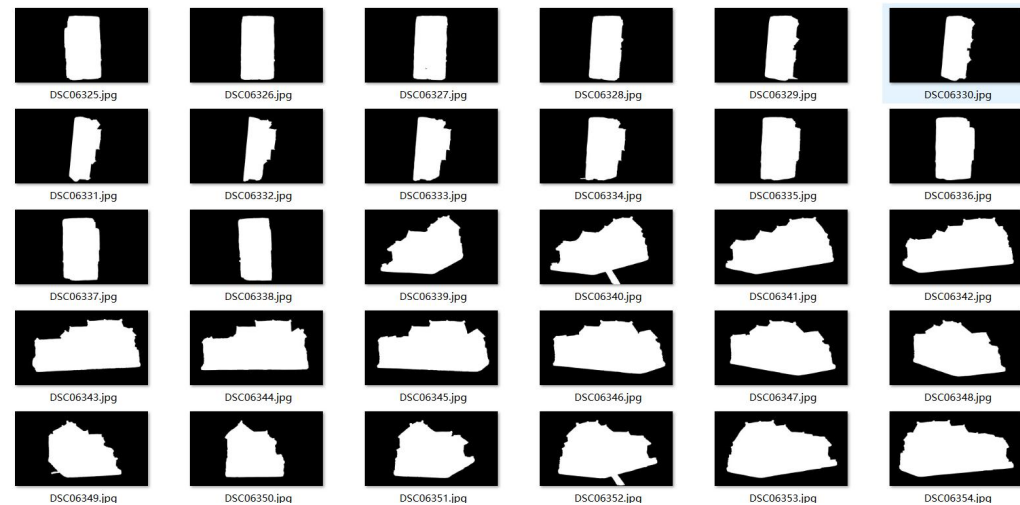 DSC06325.jpg DSC06326.jpg DSC06327.jpg DSC06328.jpg DSC06329.jpg DSC06330.jpg
DSC06331.jpg DSC06332.jpg DSC06333.jpg DSC06334.jpg DSC06335.jpg DSC06336.jpg
DSC06337.jpg DSC06338.jpg DSC06339.jpg DSC06340.jpg DSC06341.jpg DSC06342.jpg
DSC06343.jpg DSC06344.jpg DSC06345.jpg DSC06346.jpg DSC06347.jpg DSC06348.jpg
DSC06349.jpg DSC06350.jpg DSC06351.jpg DSC06352.jpg DSC06353.jpg DSC06354.jpg